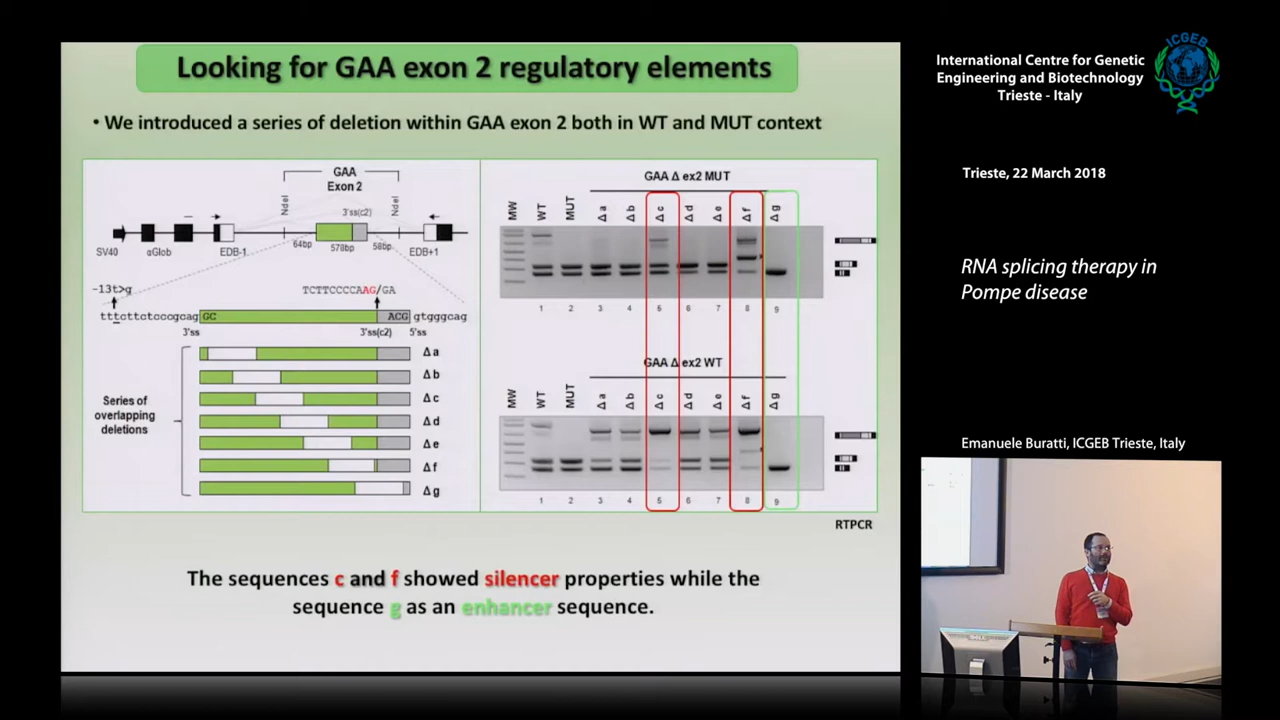 Looking for GAA exon 2 regulatory elements
• We introduced a series of deletion within GAA exon 2 both in WT and MUT context
GAA
Exon 2
NdeI
NdeI
3'ss(c2)
SV40
αGlob
EDB-1
64bp
578bp
58bp
EDB+1
-13t>g
TCTTCCCCAAG/GA
tttcttctcccgcag
GC
ACG
gtgggcag
3'ss
3'ss(c2)
5'ss
Series of
overlapping
deletions
Δa
Δb
Δc
Δd
Δe
Δf
Δg
GAA Δ ex2 MUT
MW WT MUT Δa Δb Δc Δd Δe Δf Δg
1 2 3 4 5 6 7 8 9
GAA Δ ex2 WT
MW WT MUT Δa Δb Δc Δd Δe Δf Δg
1 2 3 4 5 6 7 8 9
RTPCR
The sequences c and f showed silencer properties while the
sequence g as an enhancer sequence.
ICGEB
International Centre for Genetic
Engineering and Biotechnology
Trieste - Italy
Trieste, 22 March 2018
RNA splicing therapy in
Pompe disease
Emanuele Buratti, ICGEB Trieste, Italy